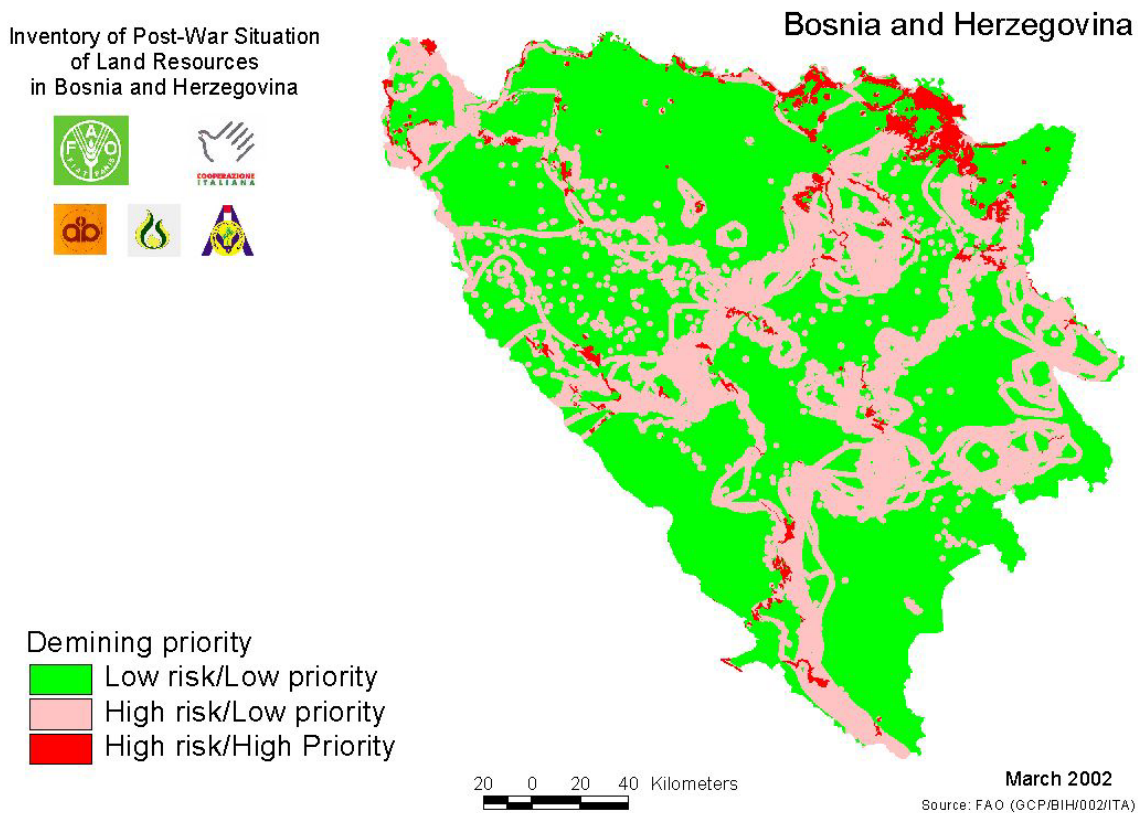 Bosnia and Herzegovina
Inventory of Post-War Situation
of Land Resources
in Bosnia and Herzegovina
F A O
FIAT PANIS
COOPERAZIONE
ITALIANA
Demining priority
Low risk/Low priority
High risk/Low priority
High risk/High Priority
20 0 20 40 Kilometers
March 2002
Source: FAO (GCP/BIH/002/ITA)